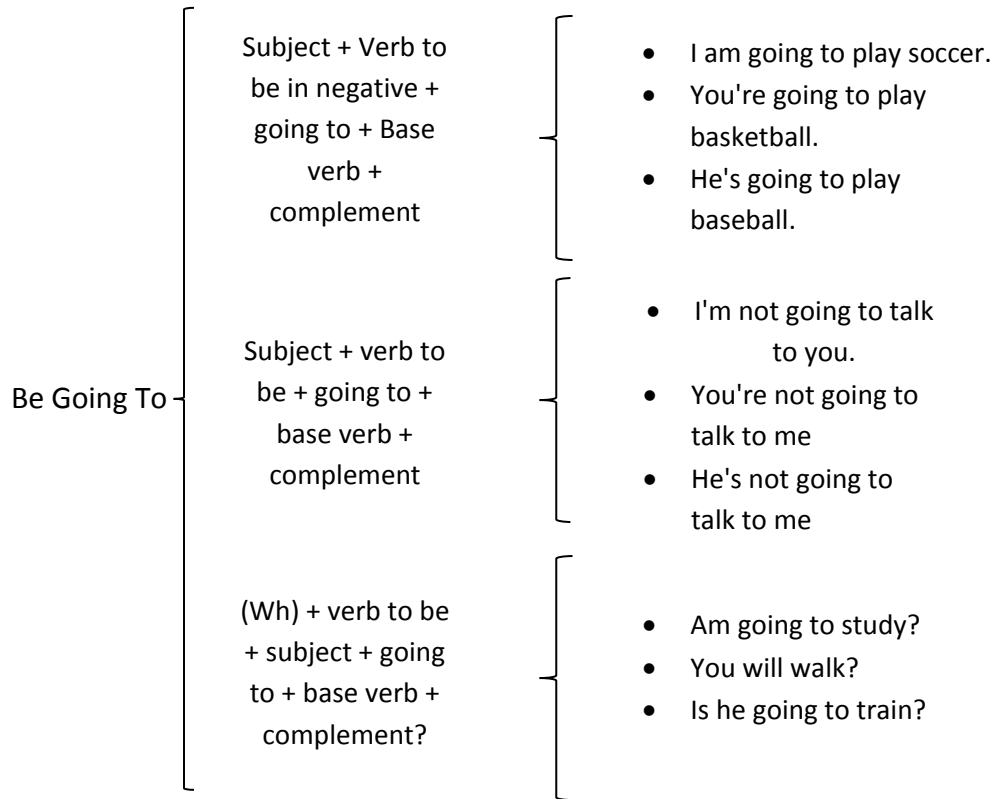 Be Going To
Subject + Verb to
be in negative +
going to + Base
verb +
complement
• I am going to play soccer.
• You're going to play
basketball.
• He's going to play
baseball.
Subject + verb to
be + going to +
base verb +
complement
• I'm not going to talk
to you.
• You're not going to
talk to me
• He's not going to
talk to me
(Wh) + verb to be
+ subject + going
to + base verb +
complement?
• Am going to study?
• You will walk?
• Is he going to train?